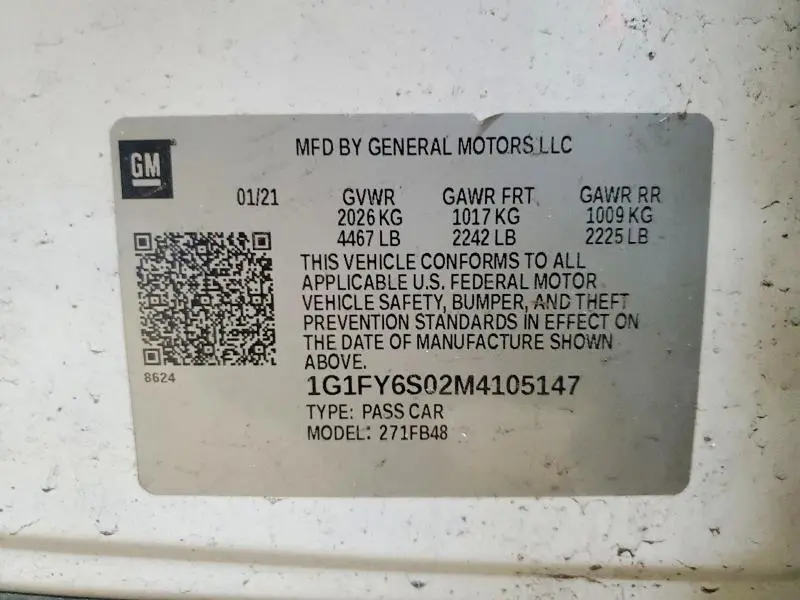 GM
MFD BY GENERAL MOTORS LLC
01/21 GVWR GAWR FRT GAWR RR
2026 KG 1017 KG 1009 KG
4467 LB 2242 LB 2225 LB
THIS VEHICLE CONFORMS TO ALL
APPLICABLE U.S. FEDERAL MOTOR
VEHICLE SAFETY, BUMPER, AND THEFT
PREVENTION STANDARDS IN EFFECT ON
THE DATE OF MANUFACTURE SHOWN
ABOVE.
8624
1G1FY6S02M4105147
TYPE: PASS CAR
MODEL: 271FB48